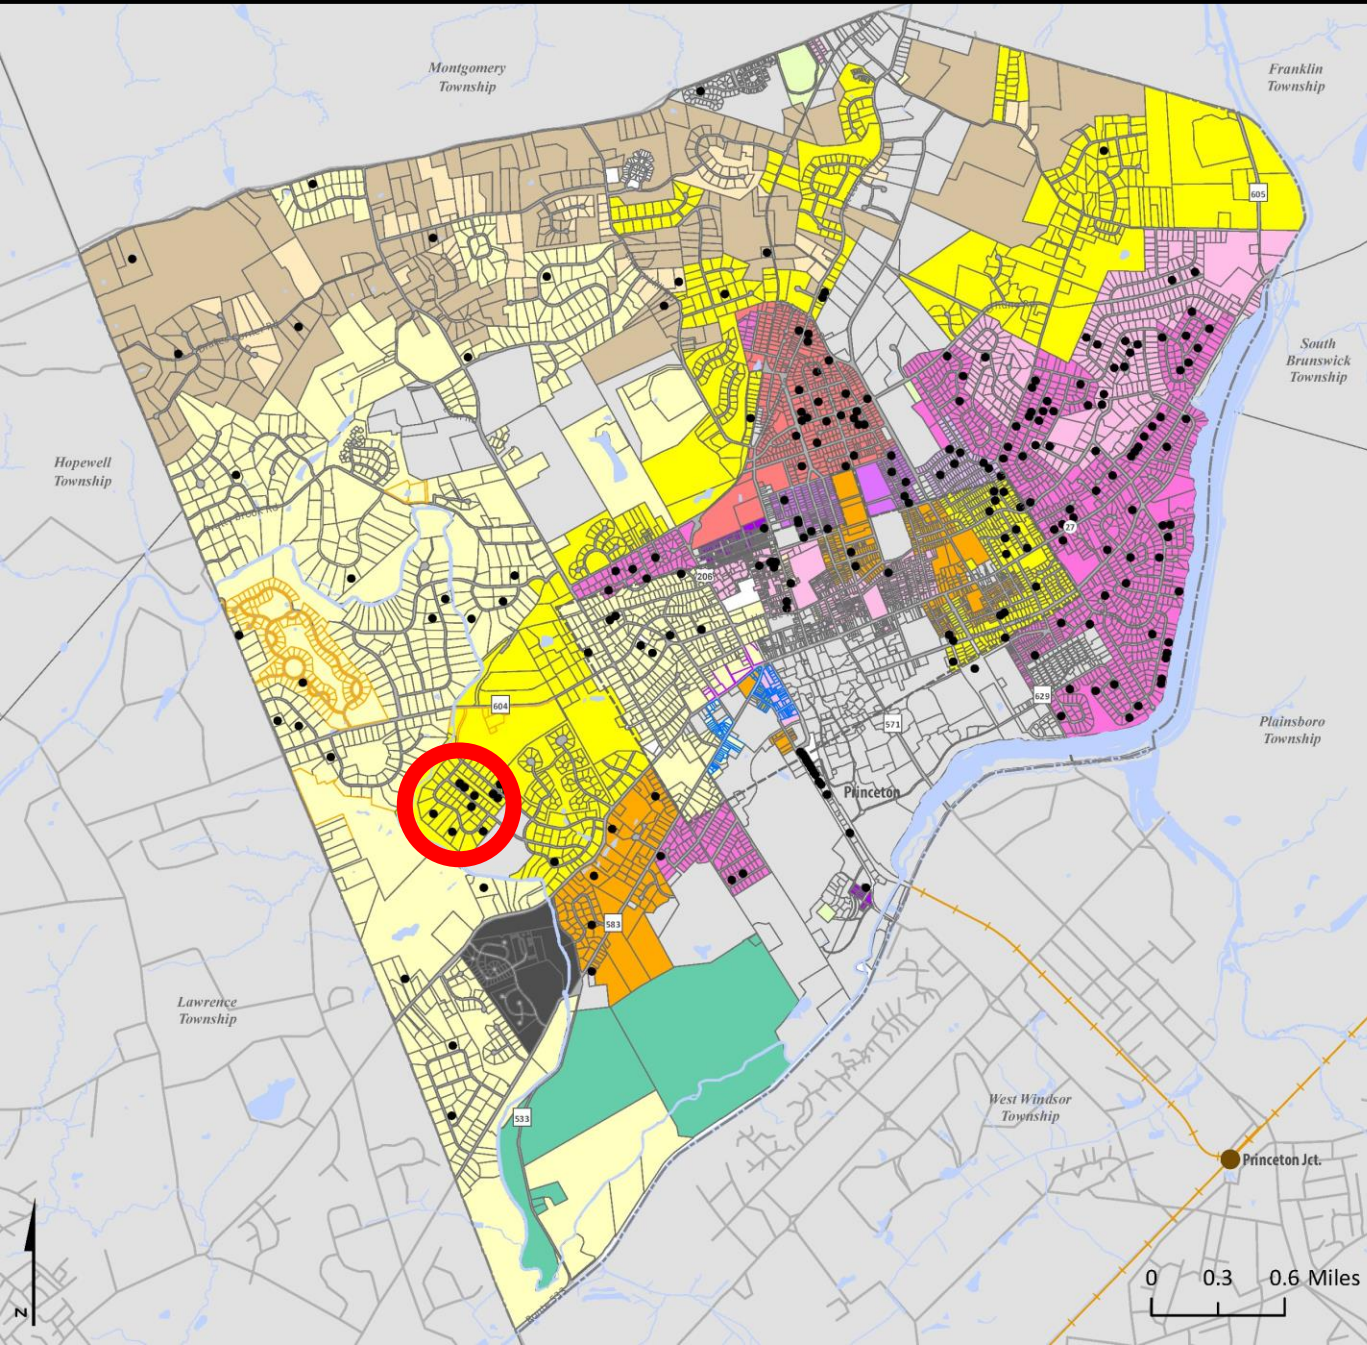 Montgomery
Township
Franklin
Township
605
South
Brunswick
Township
Hopewell
Township
27
206
604
629
571
Plainsboro
Township
Princeton
583
Lawrence
Township
533
West Windsor
Township
Princeton Jct.
0 0.3 0.6 Miles
N